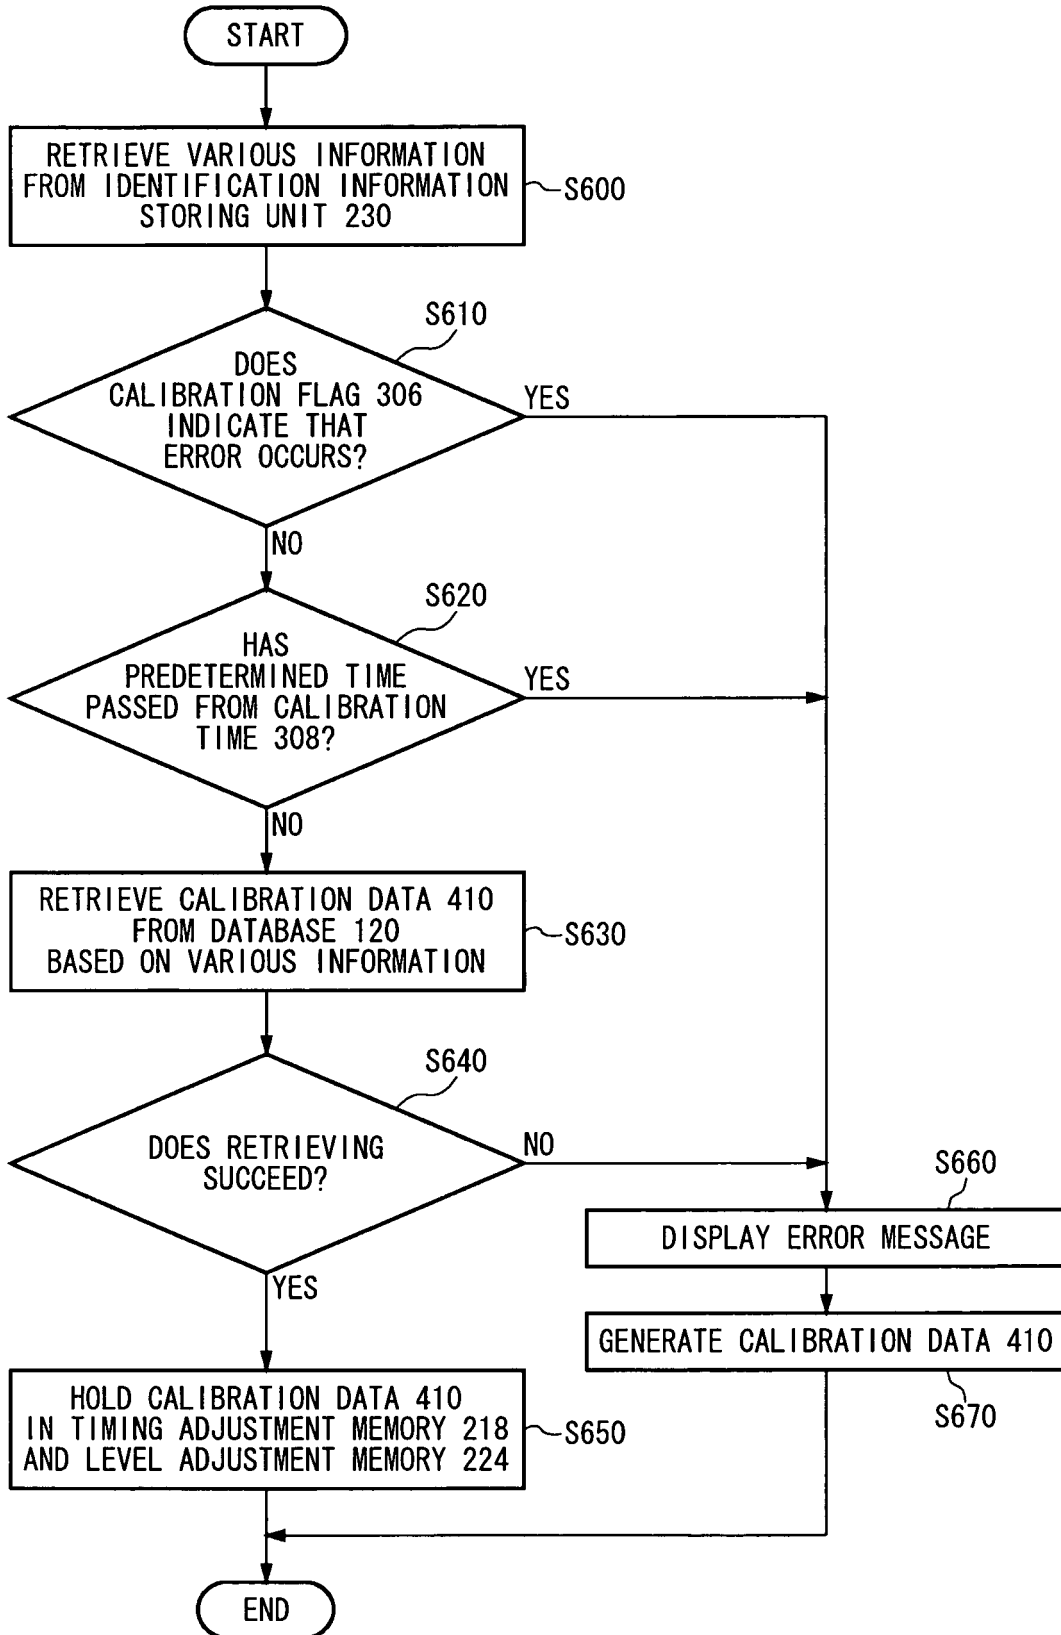 START
RETRIEVE VARIOUS INFORMATION
FROM IDENTIFICATION INFORMATION
STORING UNIT 230
S600
S610
DOES
CALIBRATION FLAG 306
INDICATE THAT
ERROR OCCURS?
YES
NO
S620
HAS
PREDETERMINED TIME
PASSED FROM CALIBRATION
TIME 308?
YES
NO
RETRIEVE CALIBRATION DATA 410
FROM DATABASE 120
BASED ON VARIOUS INFORMATION
S630
S640
DOES RETRIEVING
SUCCEED?
NO
YES
S660
DISPLAY ERROR MESSAGE
GENERATE CALIBRATION DATA 410
S670
HOLD CALIBRATION DATA 410
IN TIMING ADJUSTMENT MEMORY 218
AND LEVEL ADJUSTMENT MEMORY 224
S650
END